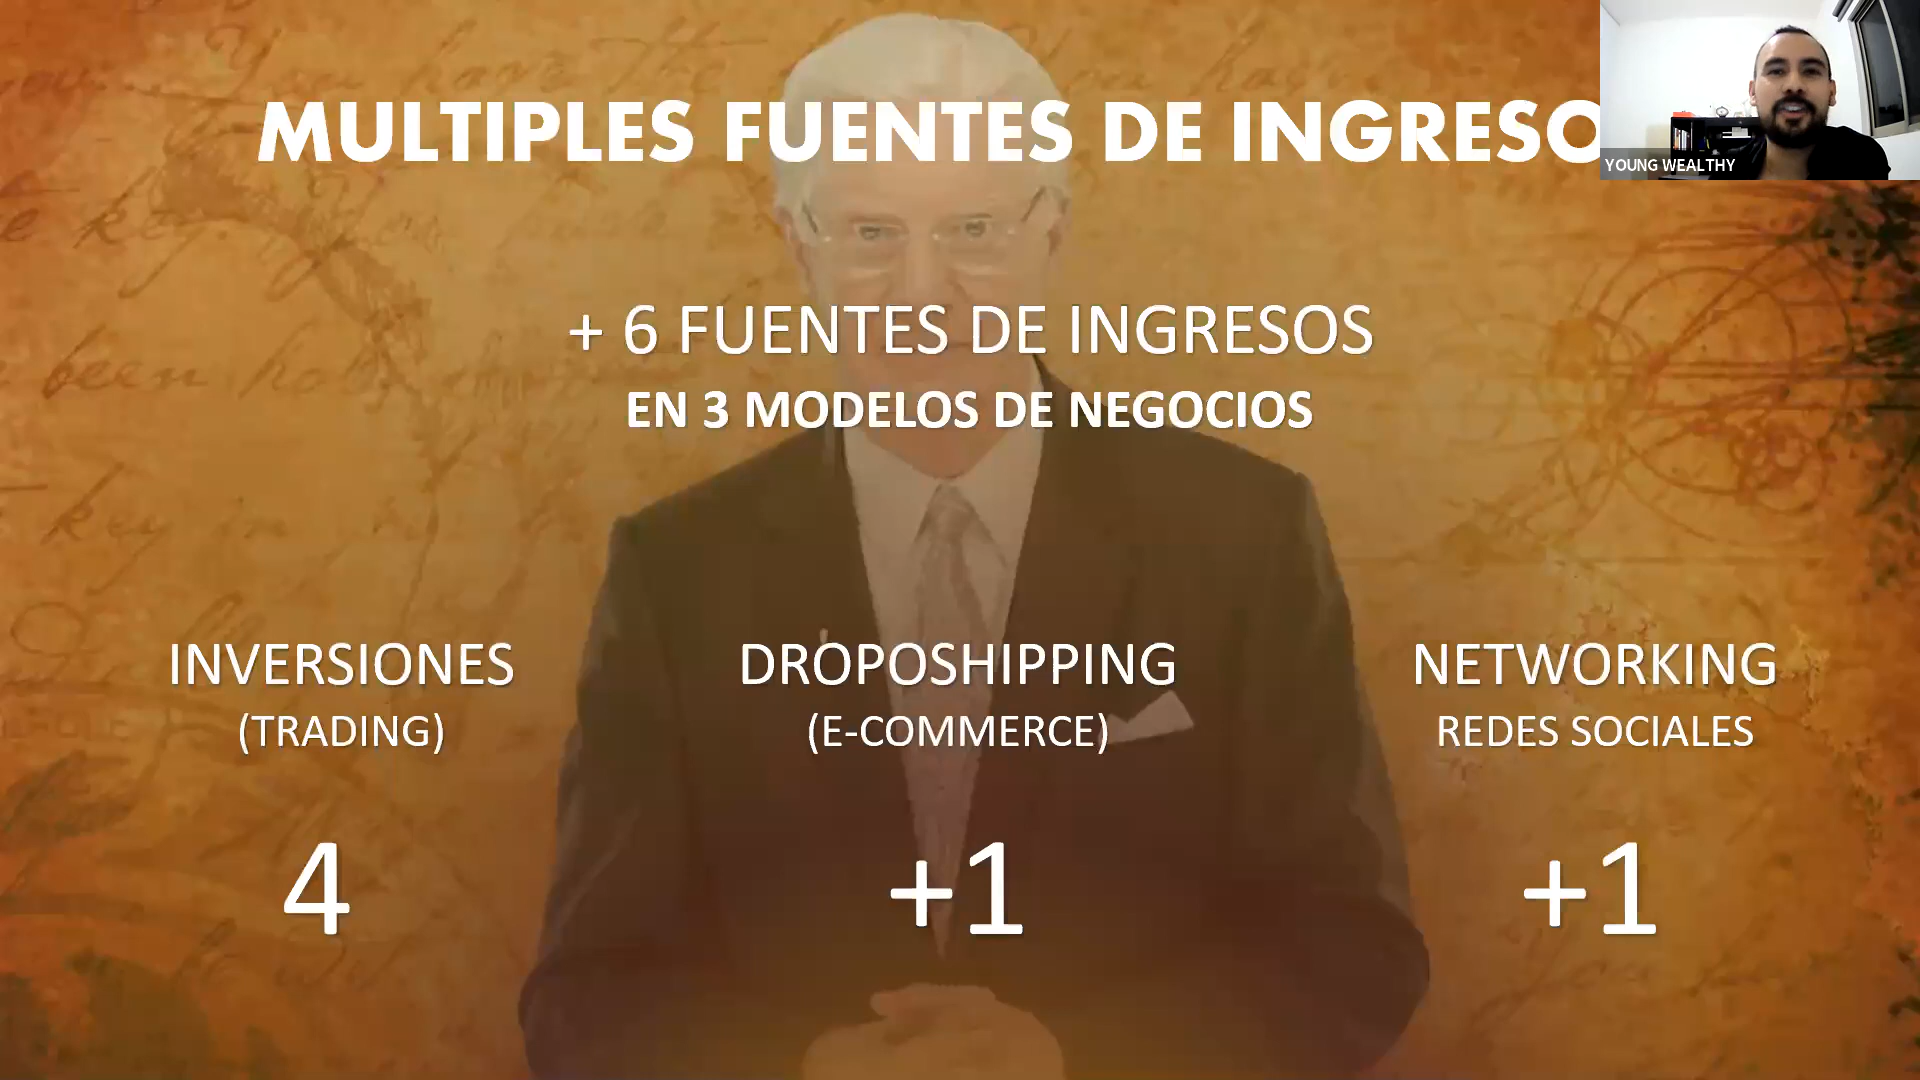 MULTIPLES FUENTES DE INGRESO
YOUNG WEALTHY
+ 6 FUENTES DE INGRESOS
EN 3 MODELOS DE NEGOCIOS
INVERSIONES
(TRADING)
4
DROPOSHIPPING
(E-COMMERCE)
+1
NETWORKING
REDES SOCIALES
+1